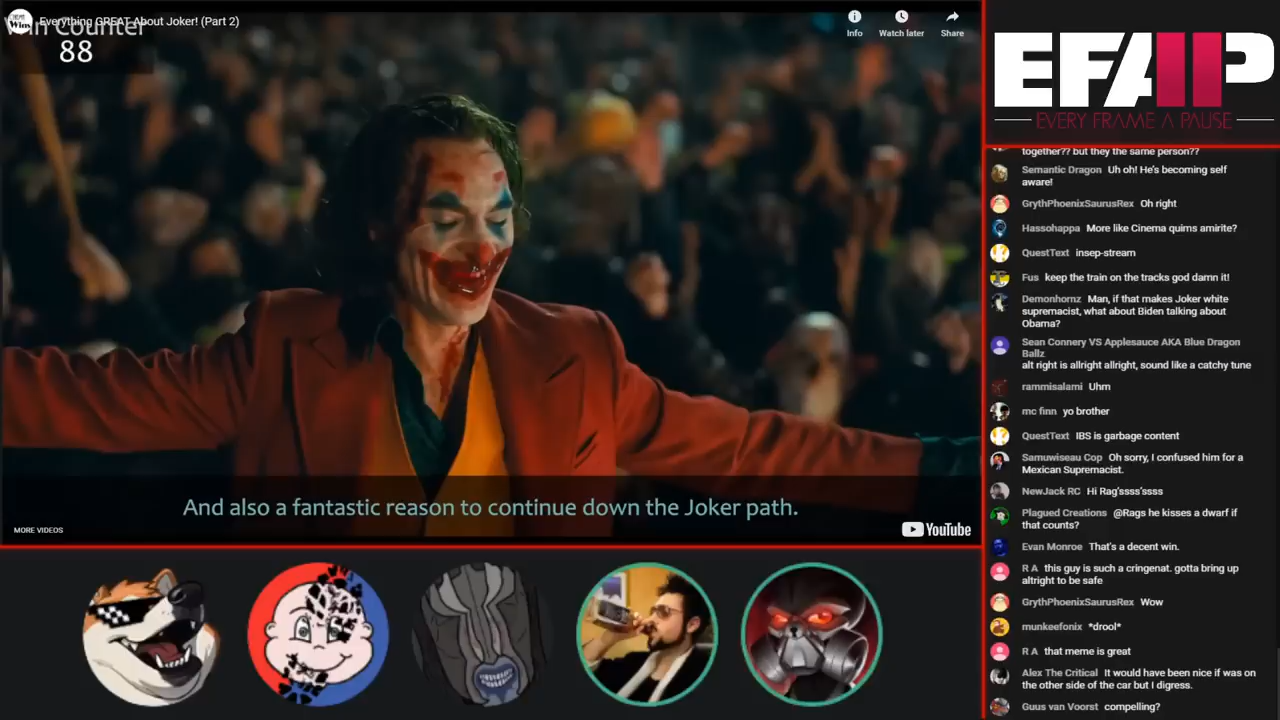 Everything GREAT About Joker! (Part 2)
Win Counter
88
Info
Watch later
Share
And also a fantastic reason to continue down the Joker path.
MORE VIDEOS
YouTube
EFAP
EVERY FRAME A PAUSE
together?? but they the same person??
Semantic Dragon Uh oh! He's becoming self
aware!
GrythPhoenixSaurusRex Oh right
Hassohappa More like Cinema quims amirite?
QuestText insep-stream
Fus keep the train on the tracks god damn it!
Demonhornz Man, if that makes Joker white
supremacist, what about Biden talking about
Obama?
Sean Connery VS Applesauce AKA Blue Dragon
Ballz
alt right is allright allright, sound like a catchy tune
rammisalami Uhm
mc finn yo brother
QuestText IBS is garbage content
Samuwiseau Cop Oh sorry, I confused him for a
Mexican Supremacist.
NewJack RC Hi Rag'ssss'ssss
Plagued Creations @Rags he kisses a dwarf if
that counts?
Evan Monroe That's a decent win.
R A this guy is such a cringenat. gotta bring up
altright to be safe
GrythPhoenixSaurusRex Wow
munkeefonix *drool*
R A that meme is great
Alex The Critical It would have been nice if was on
the other side of the car but I digress.
Guus van Voorst compelling?